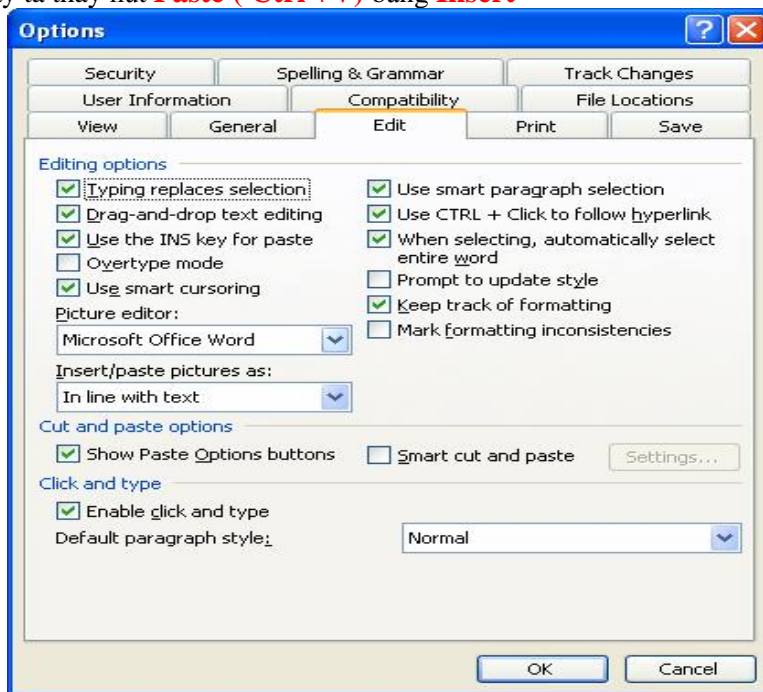 ta Paste ( Ctrl +V) Insert
Options
Security Spelling & Grammar Track Changes
User Information Compatibility File Locations
View General Edit Print Save
Editing options
Typing replaces selection
Drag-and-drop text editing
Use the INS key for paste
Overtype mode
Use smart cursoring
Picture editor:
Microsoft Office Word
Insert/paste pictures as:
In line with text
Use smart paragraph selection
Use CTRL + Click to follow hyperlink
When selecting, automatically select
entire word
Prompt to update style
Keep track of formatting
Mark formatting inconsistencies
Cut and paste options
Show Paste Options buttons Smart cut and paste Settings...
Click and type
Enable click and type
Default paragraph style: Normal
OK Cancel